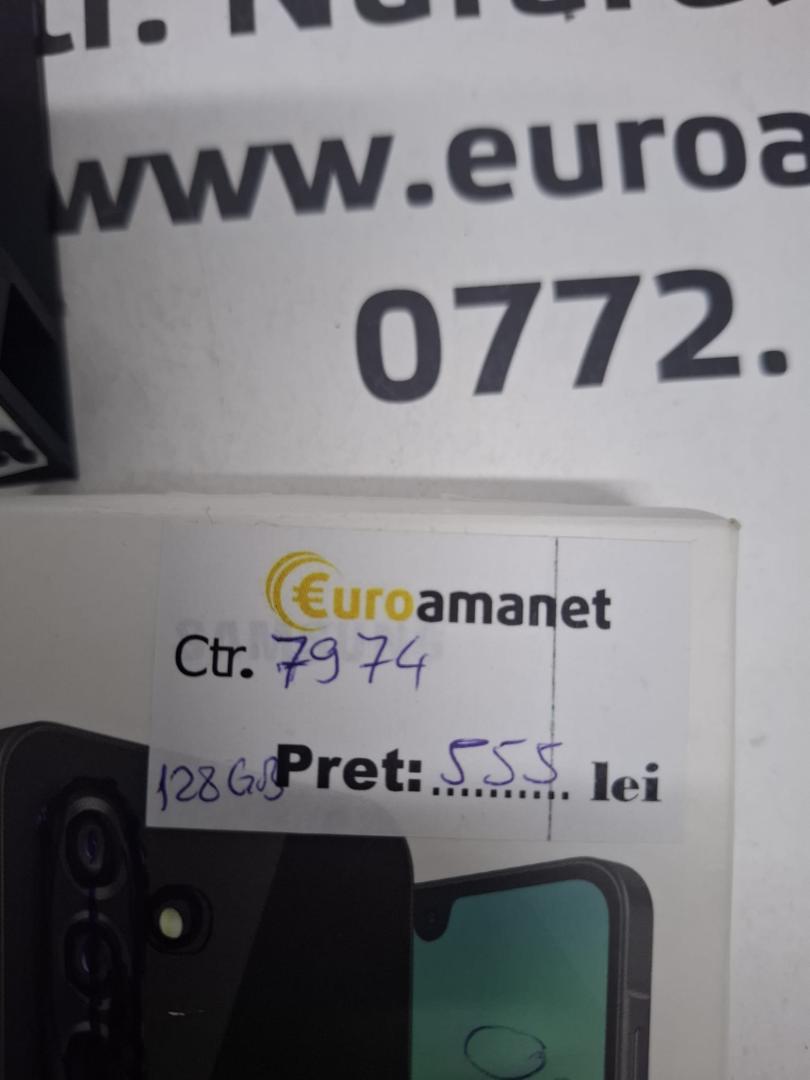 www.euroa
0772.
€uroamanet
Ctr. 7974
128GB Pret: 555 lei